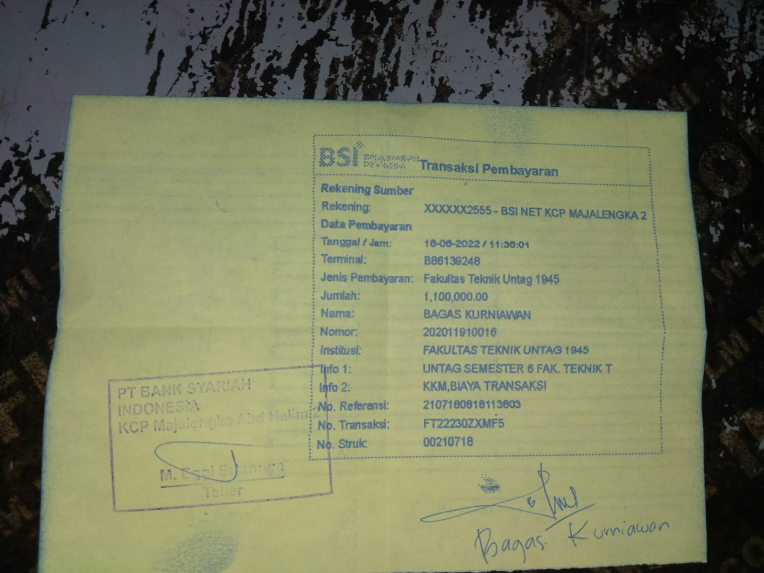 BSI BANK SYARIAH INDONESIA Transaksi Pembayaran
Rekening Sumber
Rekening: XXXXXX2555 - BSI NET KCP MAJALENGKA 2
Data Pembayaran
Tanggal / Jam: 18-08-2022 / 11:36:01
Terminal: B86139248
Jenis Pembayaran: Fakultas Teknik Untag 1945
Jumlah: 1,100,000.00
Nama: BAGAS KURNIAWAN
Nomor: 202011910016
Institusi: FAKULTAS TEKNIK UNTAG 1945
Info 1: UNTAG SEMESTER 6 FAK. TEKNIK T
Info 2: KKM,BIAYA TRANSAKSI
No. Referensi: 2107180818113603
No. Transaksi: FT22230ZXMF5
No. Struk: 00210718
PT BANK SYARIAH
INDONESIA
KCP Majalengka Abd Halim 2
M.
Teller
Bagas Kurniawan